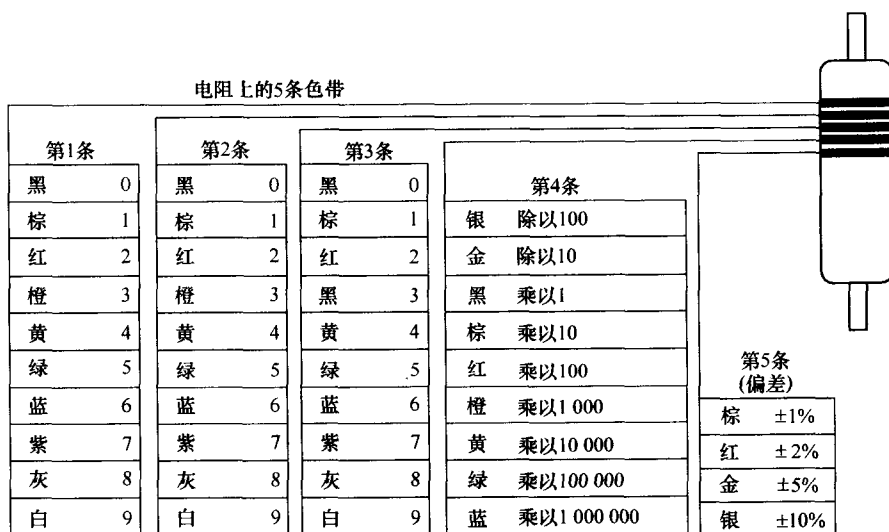 电阻上的5条色带
第1条 第2条 第3条
黑 0 黑 0 黑 0 第4条
棕 1 棕 1 棕 1 银 除以100
红 2 红 2 红 2 金 除以10
橙 3 橙 3 黑 3 黑 乘以1
黄 4 黄 4 黄 4 棕 乘以10
绿 5 绿 5 绿 5 红 乘以100 第5条
(偏差)
蓝 6 蓝 6 蓝 6 橙 乘以1 000 棕 ±1%
紫 7 紫 7 紫 7 黄 乘以10 000 红 ±2%
灰 8 灰 8 灰 8 绿 乘以100 000 金 ±5%
白 9 白 9 白 9 蓝 乘以1 000 000 银 ±10%